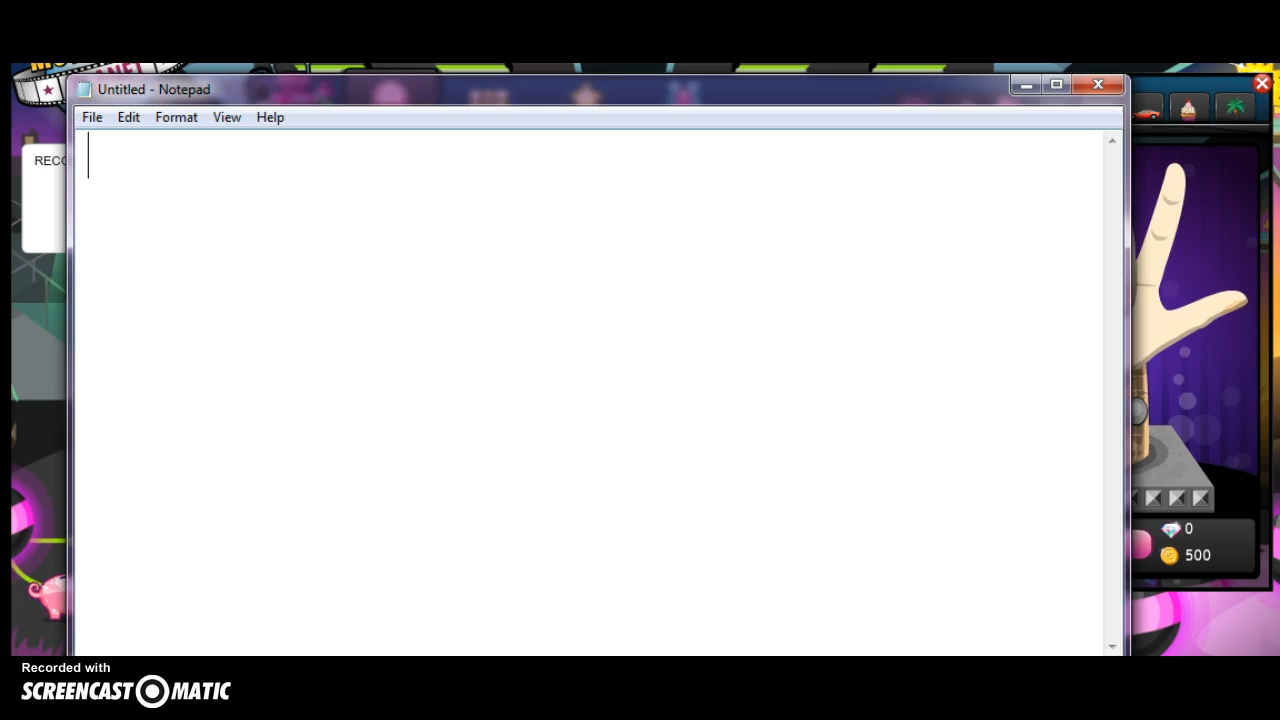 Untitled - Notepad
File Edit Format View Help
RECO
0
500
Recorded with
SCREENCAST MATIC